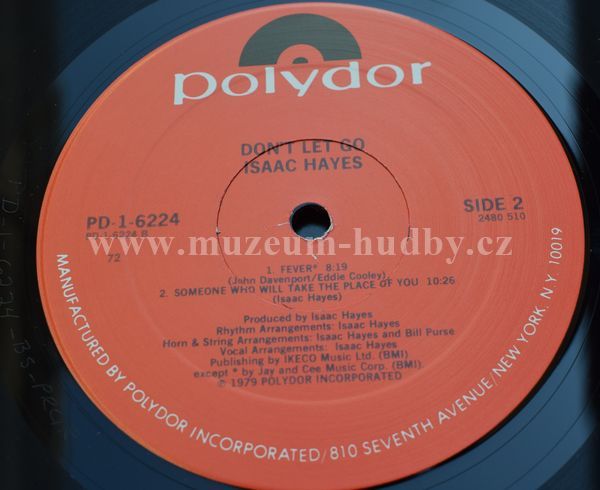 polydor
DON'T LET GO
ISAAC HAYES
PD-1-6224
PD-1-6224 B
72
SIDE 2
2480 510
www.muzeum-hudby.cz
1. FEVER* 8:19
(John Davenport/Eddie Cooley)
2. SOMEONE WHO WILL TAKE THE PLACE OF YOU 10:26
(Isaac Hayes)
Produced by Isaac Hayes
Rhythm Arrangements: Isaac Hayes
Horn & String Arrangements: Isaac Hayes and Bill Purse
Vocal Arrangements: Isaac Hayes
Publishing by IKECO Music Ltd. (BMI)
except * by Jay and Cee Music Corp. (BMI)
© 1979 POLYDOR INCORPORATED
MANUFACTURED BY POLYDOR INCORPORATED/810 SEVENTH AVENUE/NEW YORK. N.Y. 10019